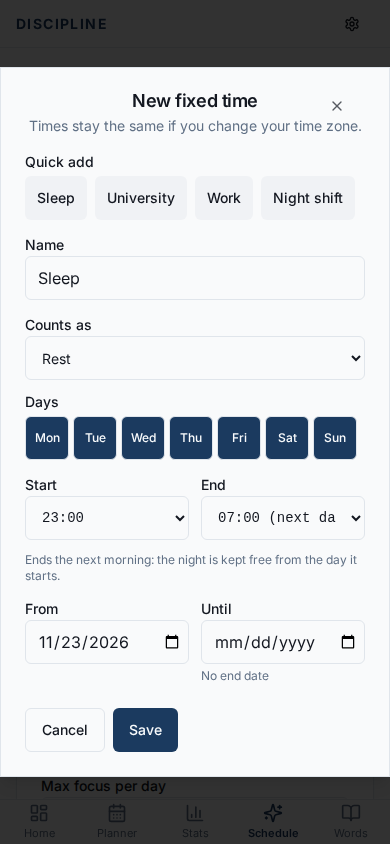 DISCIPLINE
New fixed time
Times stay the same if you change your time zone.
Quick add
Sleep University Work Night shift
Name
Sleep
Counts as
Rest
Days
Mon Tue Wed Thu Fri Sat Sun
Start End
23:00 07:00 (next da
Ends the next morning: the night is kept free from the day it
starts.
From Until
11/23/2026 mm/dd/yyyy
No end date
Cancel Save
Max focus per day
Home Planner Stats Schedule Words